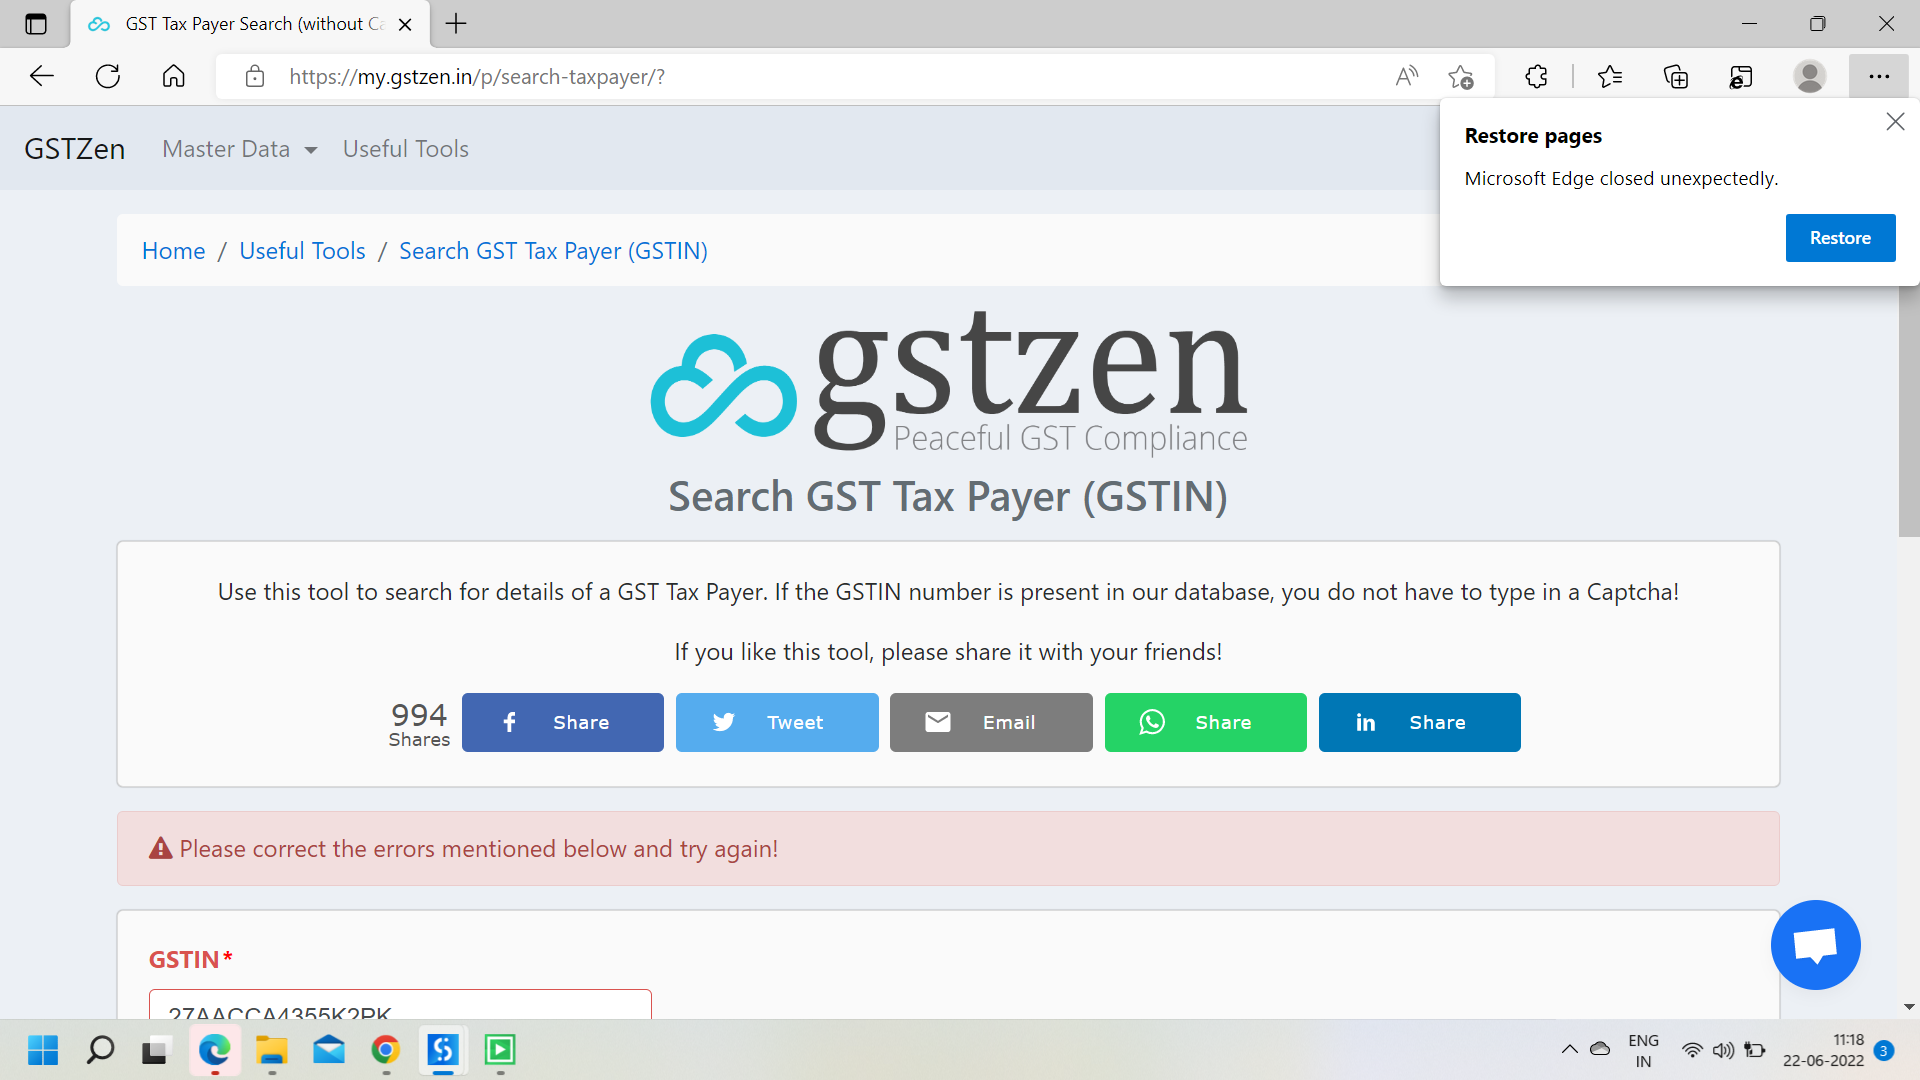 GST Tax Payer Search (without Ca
https://my.gstzen.in/p/search-taxpayer/?
Restore pages
Microsoft Edge closed unexpectedly.
Restore
GSTZen
Master Data
Useful Tools
Home / Useful Tools / Search GST Tax Payer (GSTIN)
gstzen
Peaceful GST Compliance
Search GST Tax Payer (GSTIN)
Use this tool to search for details of a GST Tax Payer. If the GSTIN number is present in our database, you do not have to type in a Captcha!
If you like this tool, please share it with your friends!
994
Shares
Share
Tweet
Email
Share
Share
Please correct the errors mentioned below and try again!
GSTIN*
27AACCA4355K2PK
ENG
IN
11:18
22-06-2022
3